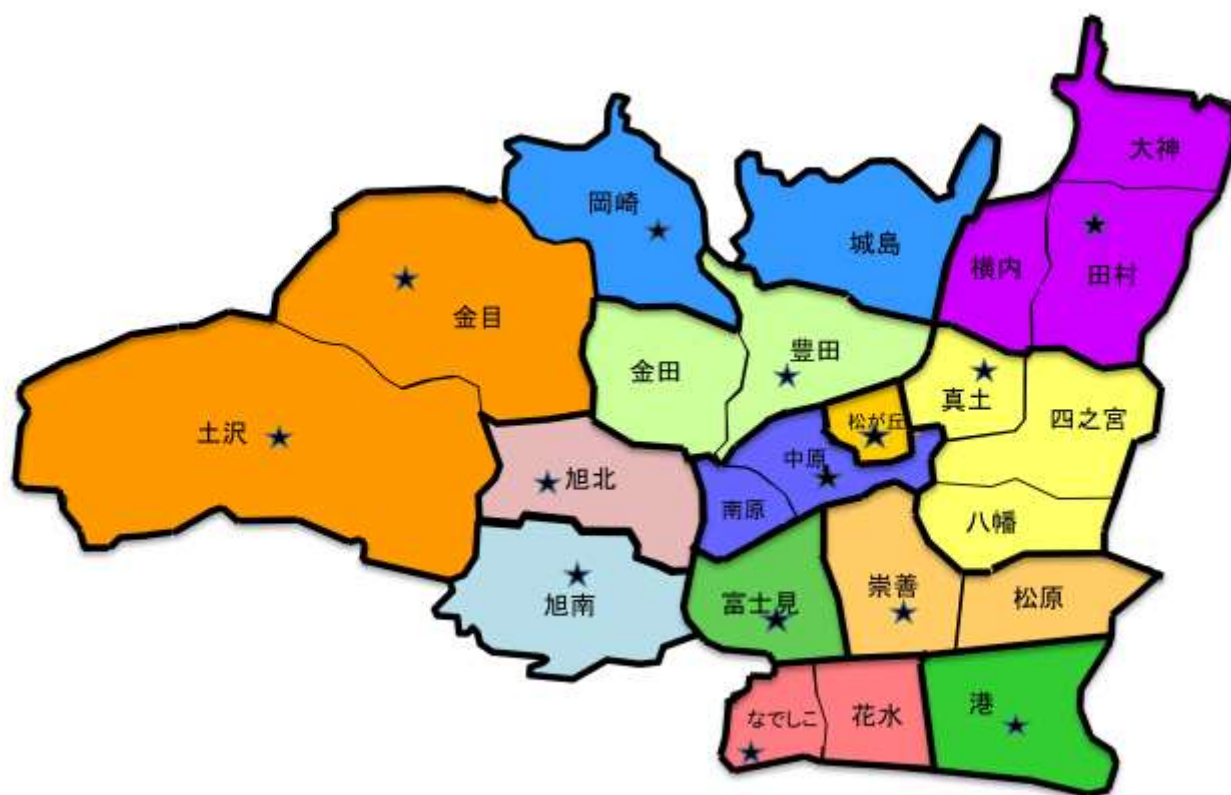 大神
岡崎
城島
横内
田村
金目
豊田
金田
真土
四之宮
松が丘
土沢
中原
旭北
南原
八幡
崇善
松原
旭南
富士見
港
なでしこ
花水